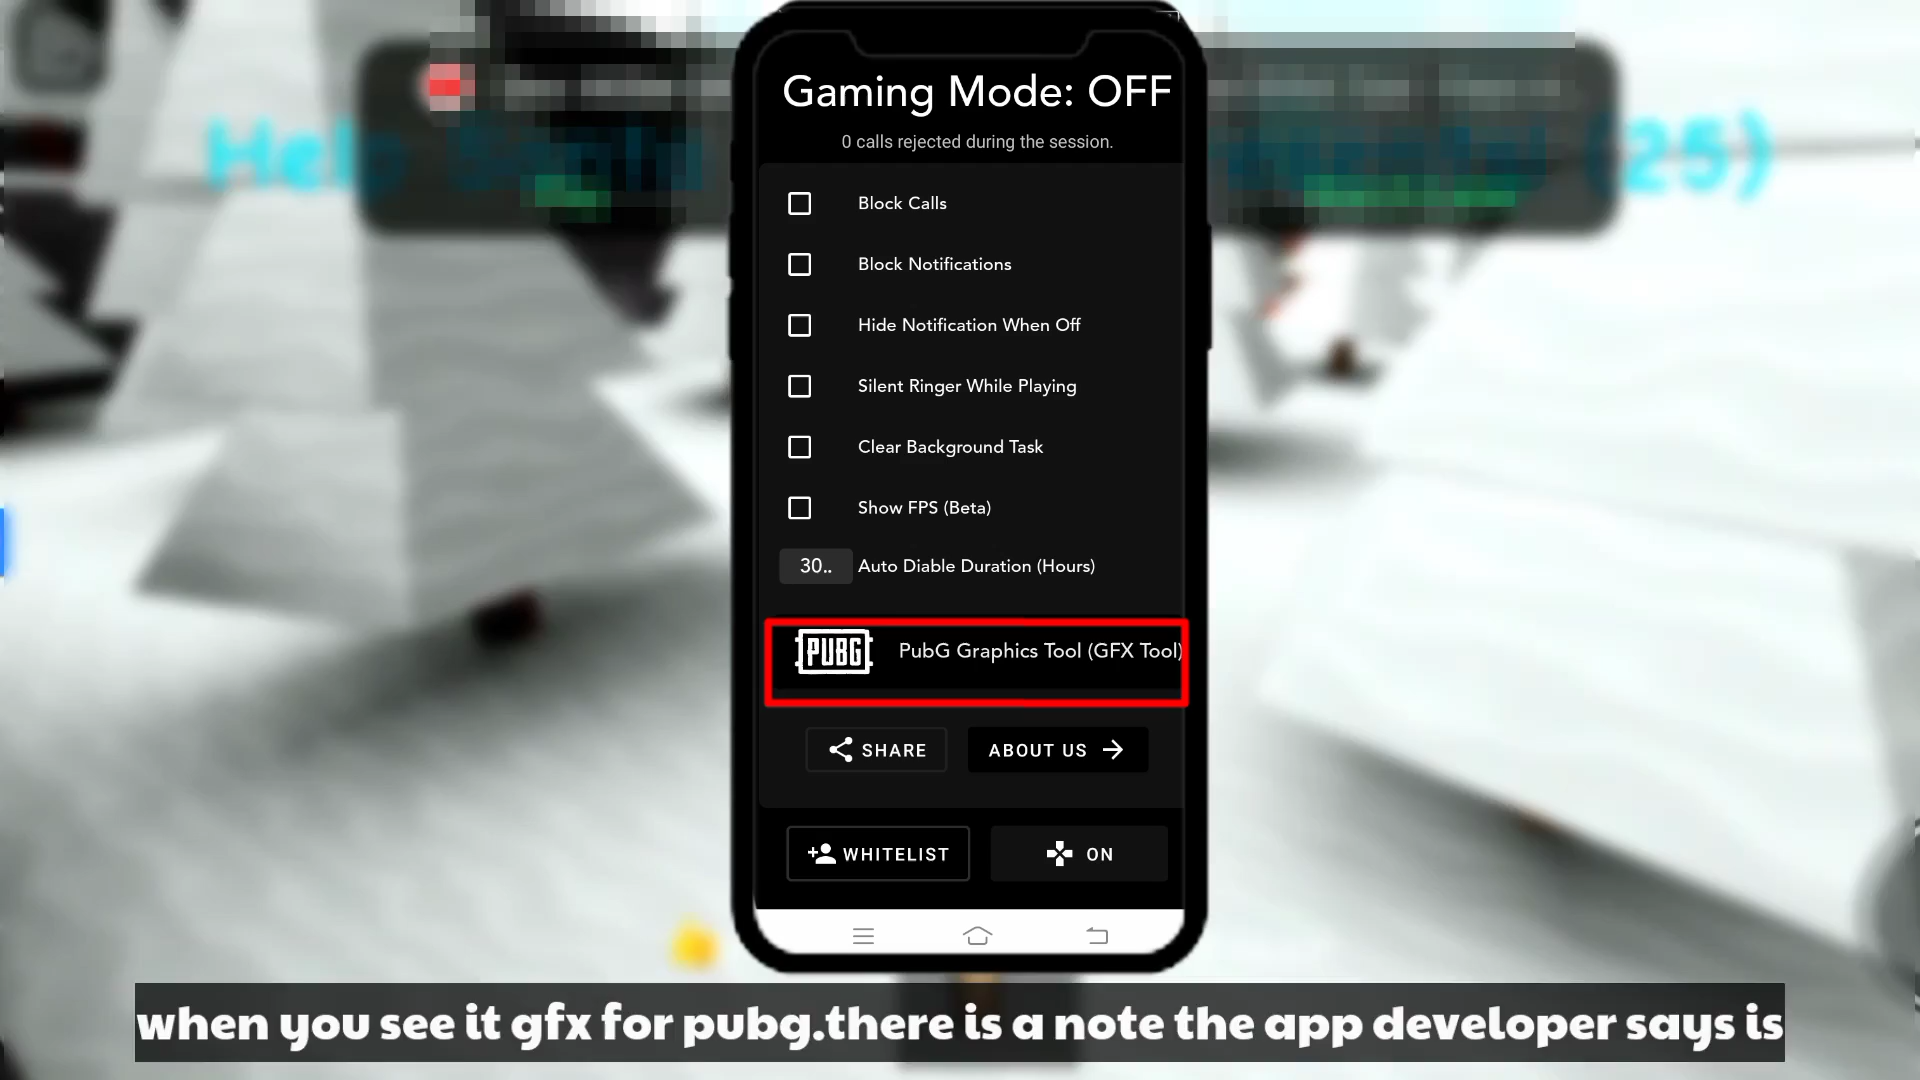 Gaming Mode: OFF
0 calls rejected during the session.
Block Calls
Block Notifications
Hide Notification When Off
Silent Ringer While Playing
Clear Background Task
Show FPS (Beta)
30.. Auto Diable Duration (Hours)
PUBG PubG Graphics Tool (GFX Tool)
SHARE ABOUT US
WHITELIST ON
(25)
when you see it gfx for pubg.there is a note the app developer says is